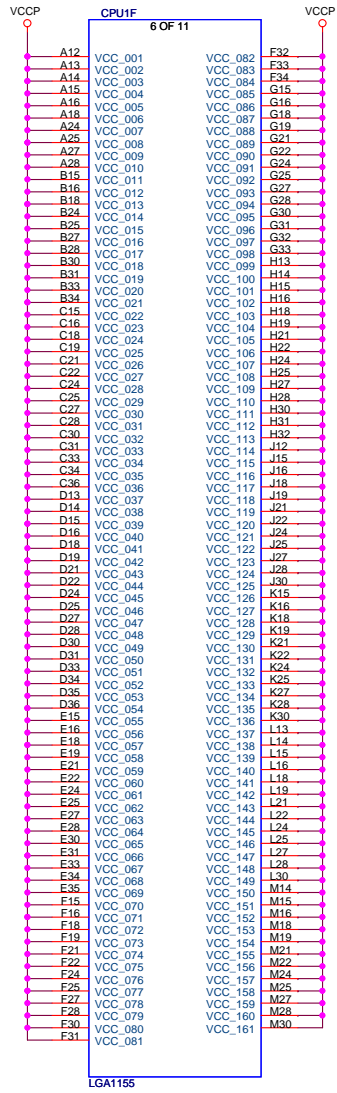 VCCP CPU1F VCCP
6 OF 11
A12 VCC_001 VCC_082 F32
A13 VCC_002 VCC_083 F33
A14 VCC_003 VCC_084 F34
A15 VCC_004 VCC_085 G15
A16 VCC_005 VCC_086 G16
A18 VCC_006 VCC_087 G18
A24 VCC_007 VCC_088 G19
A25 VCC_008 VCC_089 G21
A27 VCC_009 VCC_090 G22
A28 VCC_010 VCC_091 G24
B15 VCC_011 VCC_092 G25
B16 VCC_012 VCC_093 G27
B18 VCC_013 VCC_094 G28
B24 VCC_014 VCC_095 G30
B25 VCC_015 VCC_096 G31
B27 VCC_016 VCC_097 G32
B28 VCC_017 VCC_098 G33
B30 VCC_018 VCC_099 H13
B31 VCC_019 VCC_100 H14
B33 VCC_020 VCC_101 H15
B34 VCC_021 VCC_102 H16
C15 VCC_022 VCC_103 H18
C16 VCC_023 VCC_104 H19
C18 VCC_024 VCC_105 H21
C19 VCC_025 VCC_106 H22
C21 VCC_026 VCC_107 H24
C22 VCC_027 VCC_108 H25
C24 VCC_028 VCC_109 H27
C25 VCC_029 VCC_110 H28
C27 VCC_030 VCC_111 H30
C28 VCC_031 VCC_112 H31
C30 VCC_032 VCC_113 H32
C31 VCC_033 VCC_114 J12
C33 VCC_034 VCC_115 J15
C34 VCC_035 VCC_116 J16
C36 VCC_036 VCC_117 J18
D13 VCC_037 VCC_118 J19
D14 VCC_038 VCC_119 J21
D15 VCC_039 VCC_120 J22
D16 VCC_040 VCC_121 J24
D18 VCC_041 VCC_122 J25
D19 VCC_042 VCC_123 J27
D21 VCC_043 VCC_124 J28
D22 VCC_044 VCC_125 J30
D24 VCC_045 VCC_126 K15
D25 VCC_046 VCC_127 K16
D27 VCC_047 VCC_128 K18
D28 VCC_048 VCC_129 K19
D30 VCC_049 VCC_130 K21
D31 VCC_050 VCC_131 K22
D33 VCC_051 VCC_132 K24
D34 VCC_052 VCC_133 K25
D35 VCC_053 VCC_134 K27
D36 VCC_054 VCC_135 K28
E15 VCC_055 VCC_136 K30
E16 VCC_056 VCC_137 L13
E18 VCC_057 VCC_138 L14
E19 VCC_058 VCC_139 L15
E21 VCC_059 VCC_140 L16
E22 VCC_060 VCC_141 L18
E24 VCC_061 VCC_142 L19
E25 VCC_062 VCC_143 L21
E27 VCC_063 VCC_144 L22
E28 VCC_064 VCC_145 L24
E30 VCC_065 VCC_146 L25
E31 VCC_066 VCC_147 L27
E33 VCC_067 VCC_148 L28
E34 VCC_068 VCC_149 L30
E35 VCC_069 VCC_150 M14
F15 VCC_070 VCC_151 M15
F16 VCC_071 VCC_152 M16
F18 VCC_072 VCC_153 M18
F19 VCC_073 VCC_154 M19
F21 VCC_074 VCC_155 M21
F22 VCC_075 VCC_156 M22
F24 VCC_076 VCC_157 M24
F25 VCC_077 VCC_158 M25
F27 VCC_078 VCC_159 M27
F28 VCC_079 VCC_160 M28
F30 VCC_080 VCC_161 M30
F31 VCC_081
LGA1155